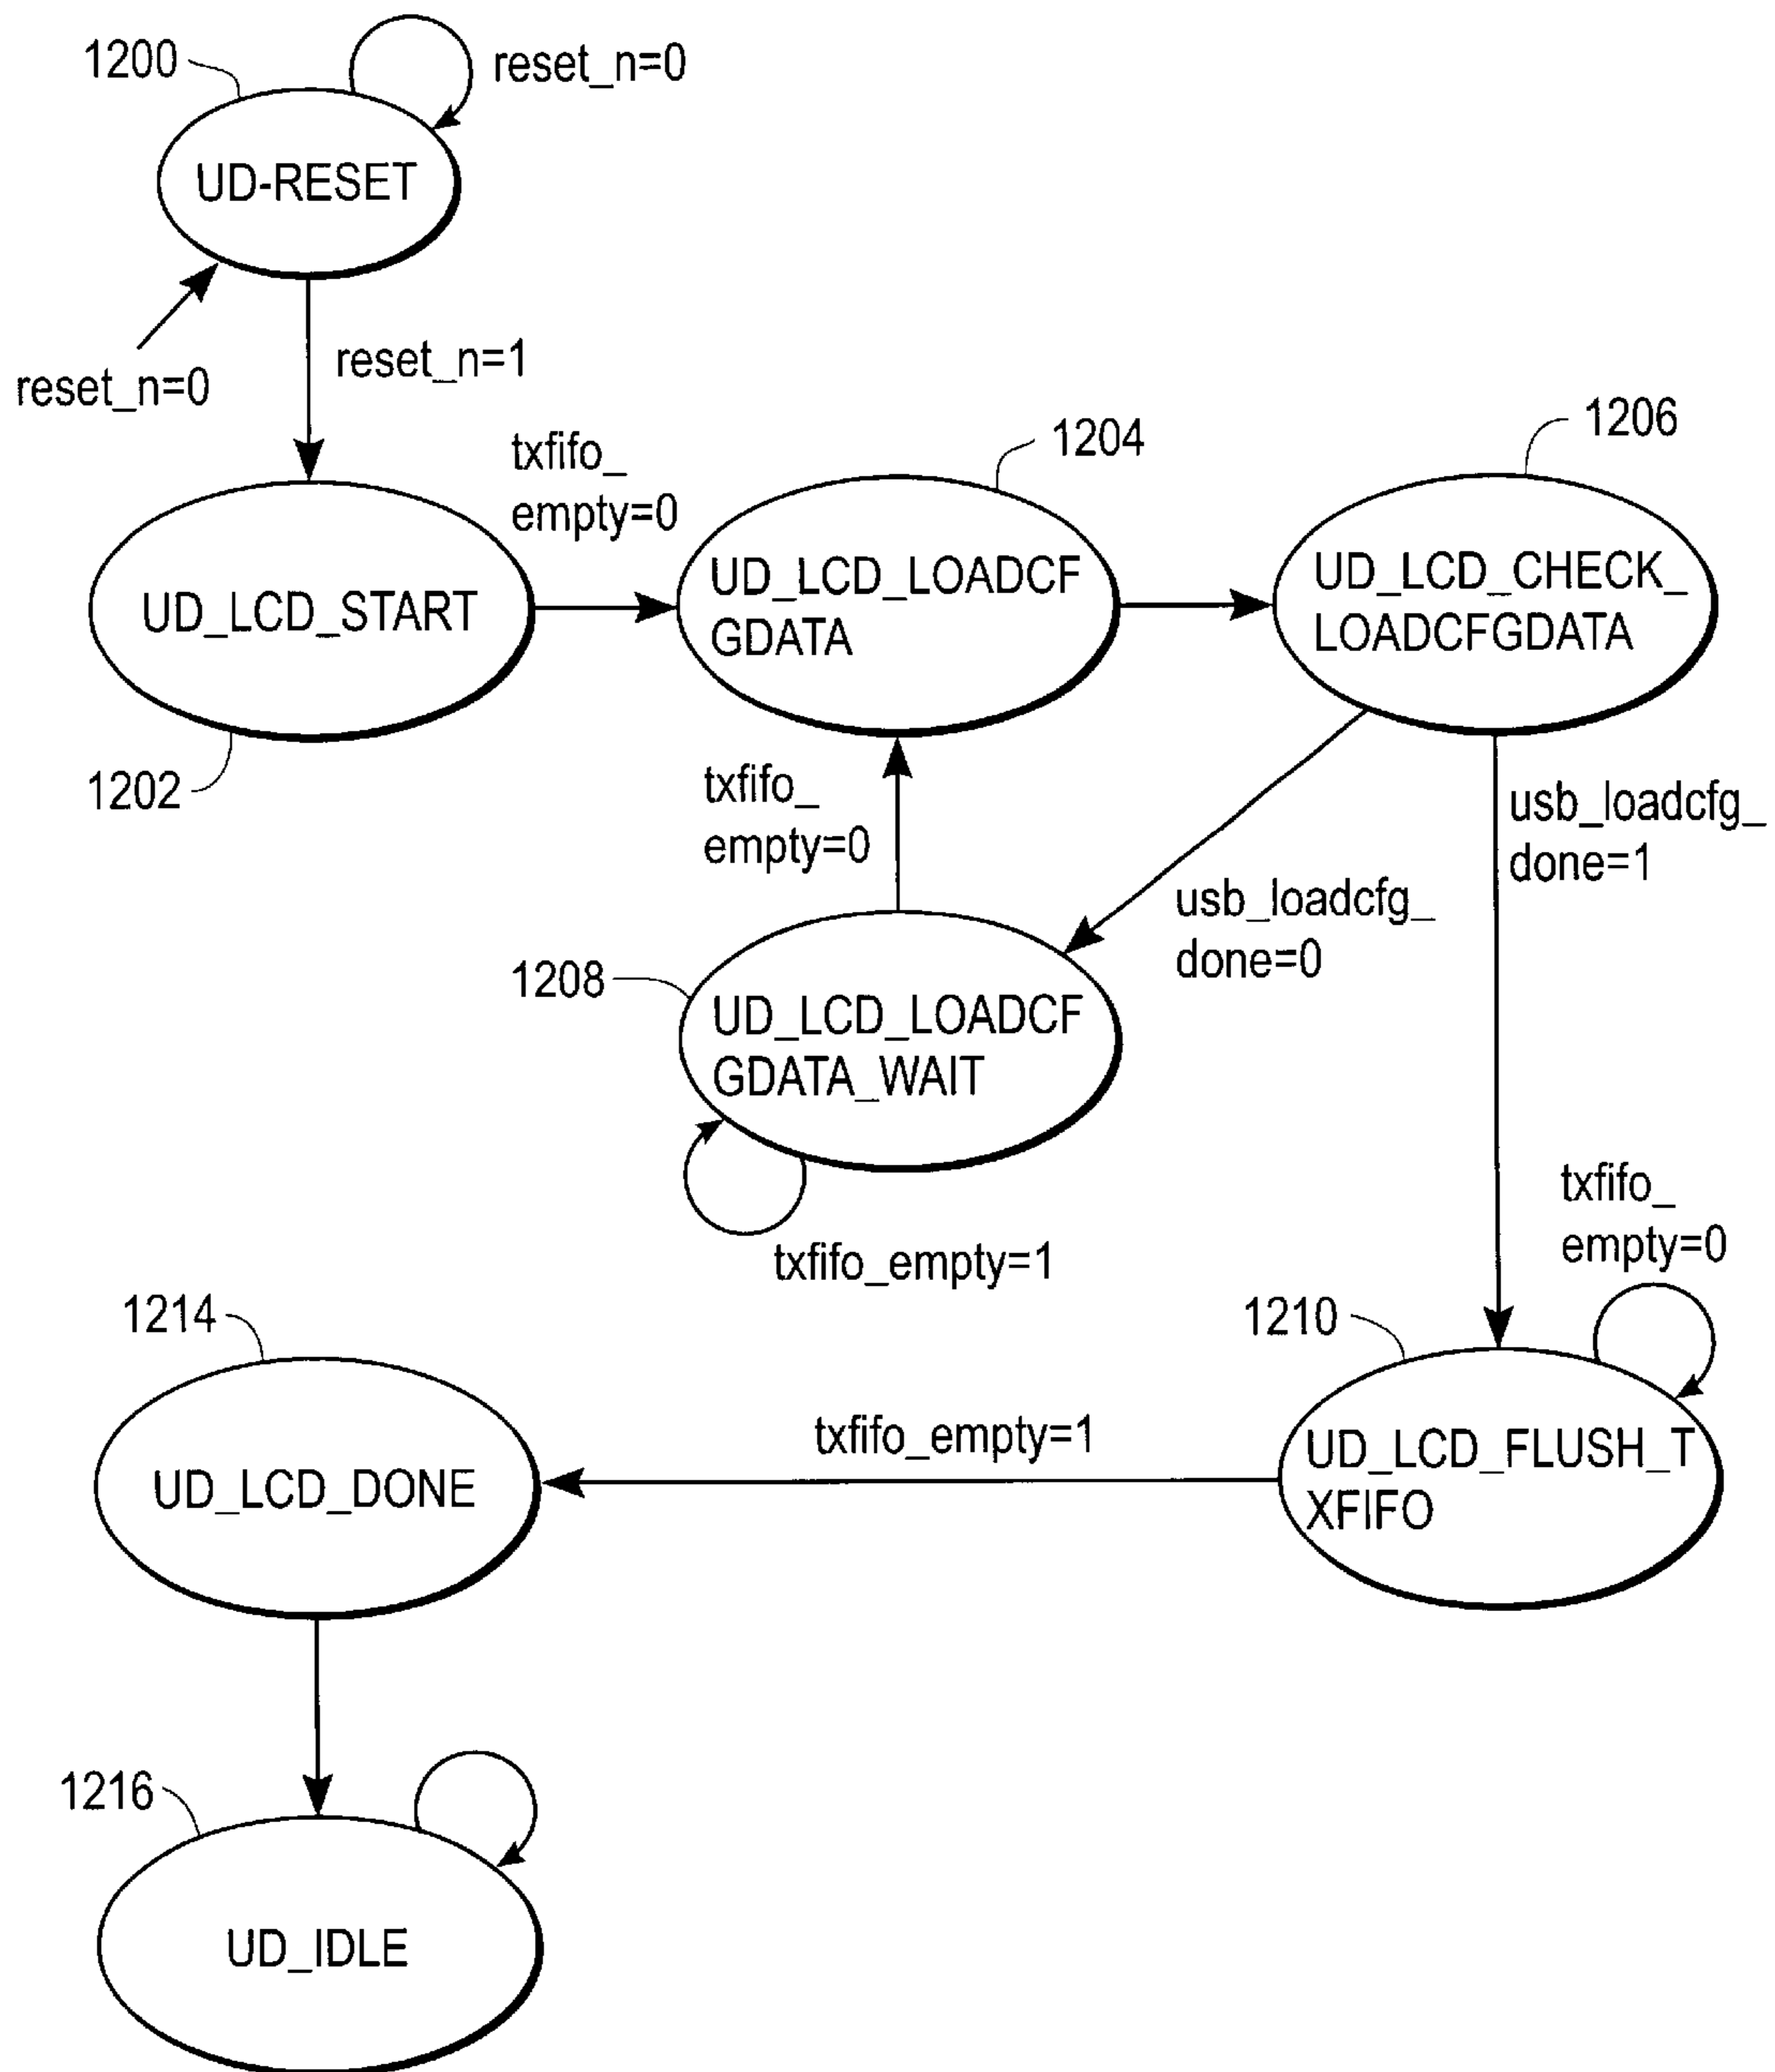 1200
reset_n=0
UD-RESET
reset_n=0
reset_n=1
txfifo_
empty=0
1204
1206
UD_LCD_START
UD_LCD_LOADCF
GDATA
UD_LCD_CHECK_
LOADCFGDATA
1202
txfifo_
empty=0
usb_loadcfg_
done=1
usb_loadcfg_
done=0
1208
UD_LCD_LOADCF
GDATA_WAIT
txfifo_empty=1
txfifo_
empty=0
1214
1210
txfifo_empty=1
UD_LCD_DONE
UD_LCD_FLUSH_T
XFIFO
1216
UD_IDLE